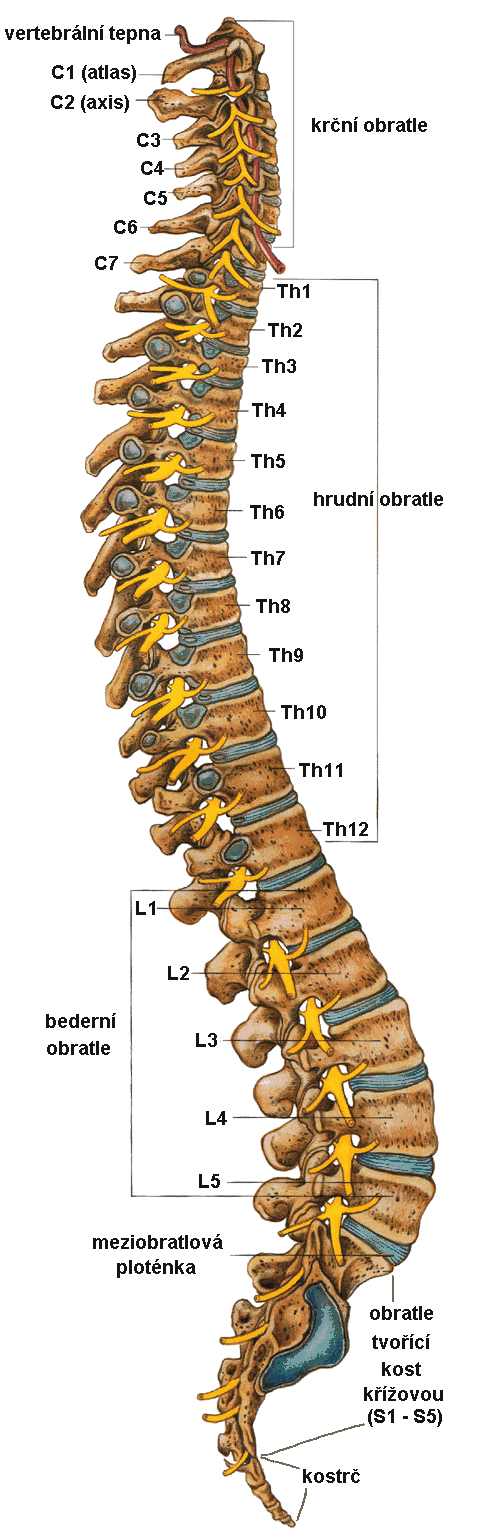 vertebrální tepna
C1 (atlas)
C2 (axis)
krční obratle
C3
C4
C5
C6
C7
Th1
Th2
Th3
Th4
Th5
hrudní obratle
Th6
Th7
Th8
Th9
Th10
Th11
Th12
L1
L2
bederní
obratle
L3
L4
L5
meziobratlová
ploténka
obratle
tvořící
kost
křížovou
(S1 - S5)
kostrč